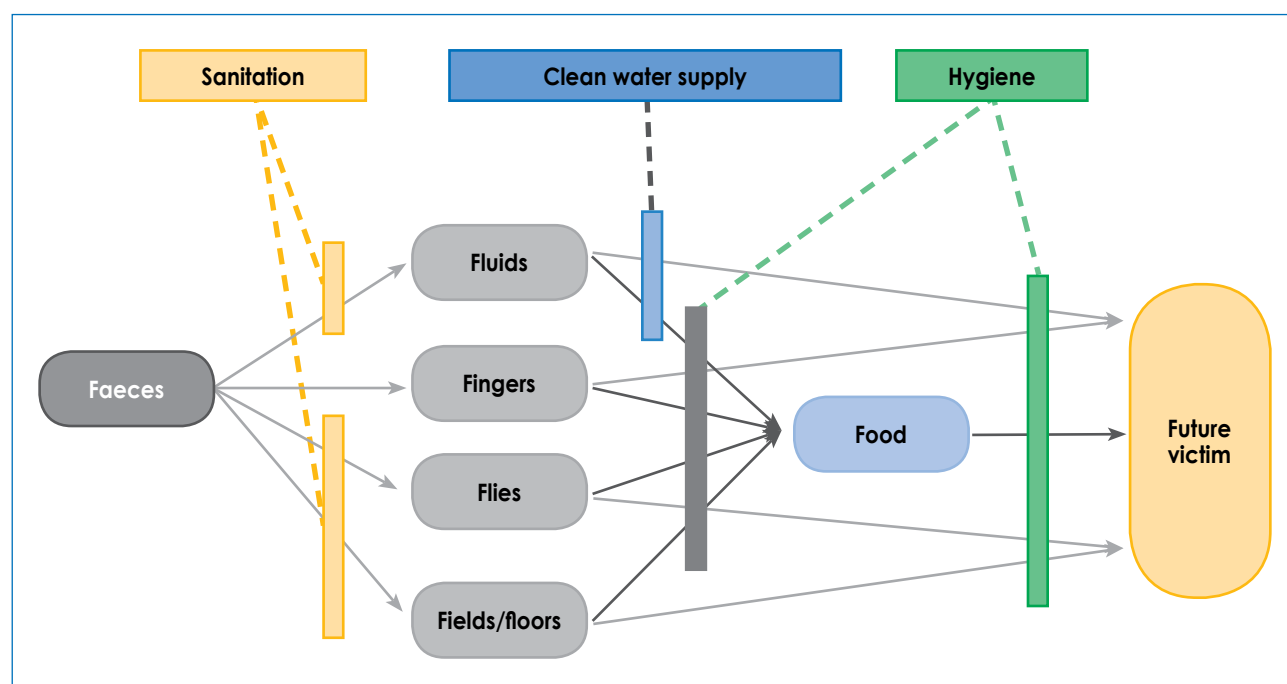 Sanitation
Clean water supply
Hygiene
Fluids
Fingers
Faeces
Food
Future
victim
Flies
Fields/floors